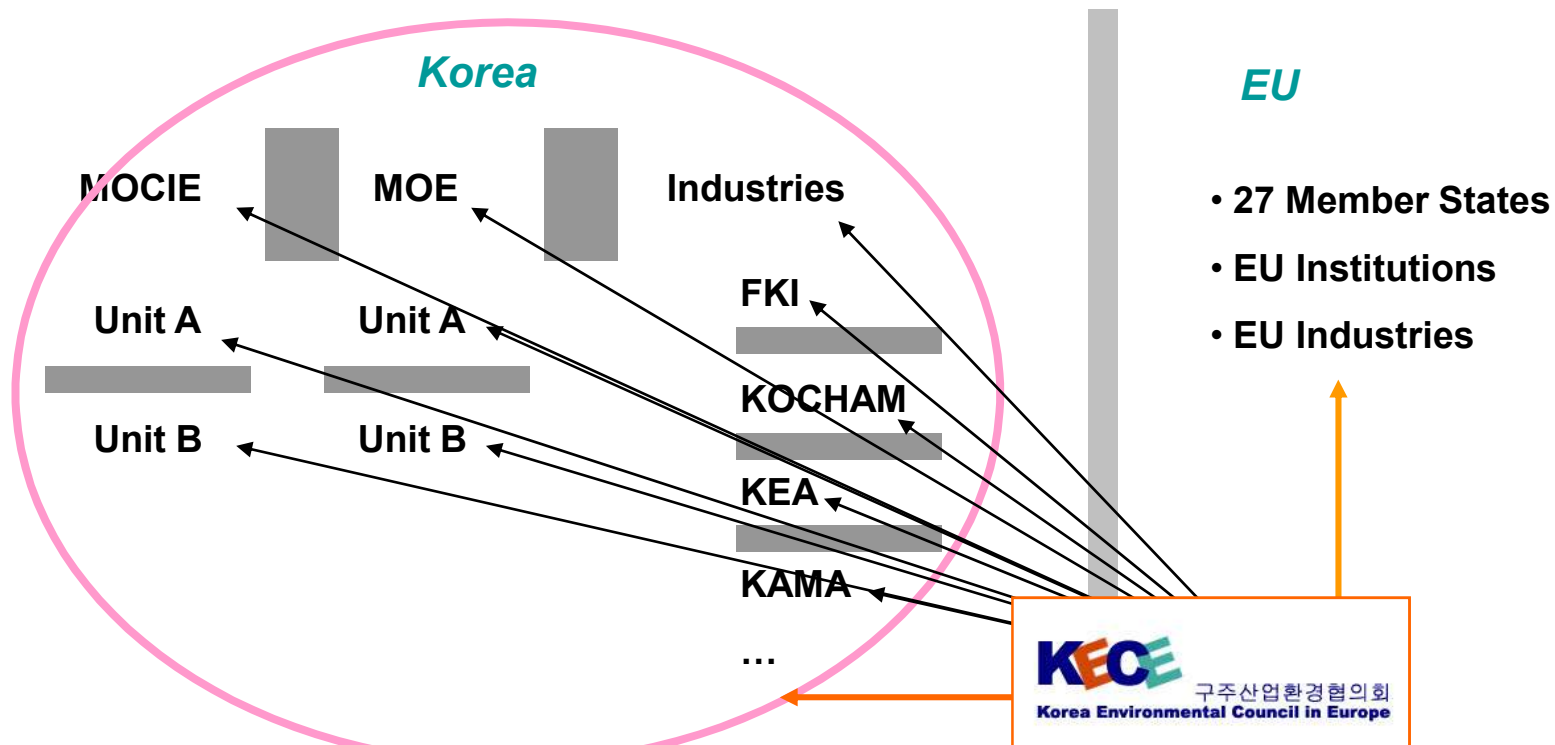 Korea
EU
MOCIE
MOE
Industries
• 27 Member States
• EU Institutions
• EU Industries
FKI
Unit A
Unit A
KOCHAM
Unit B
Unit B
KEA
KAMA
...
KECE
구주산업환경협의회
Korea Environmental Council in Europe